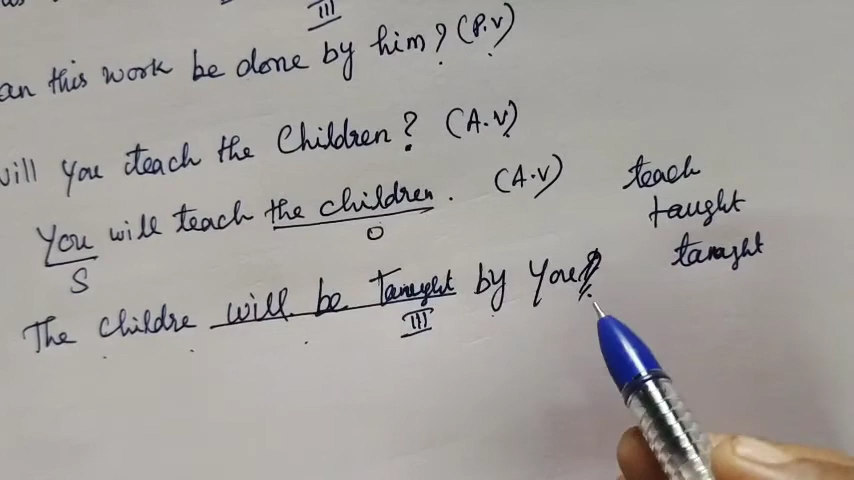 III
an this work be done by him? (P.V)
will you teach the Children? (A.V)
You will teach the children. (A.V)
S
O
The childre will be Taught by You?
III
teach
taught
taught